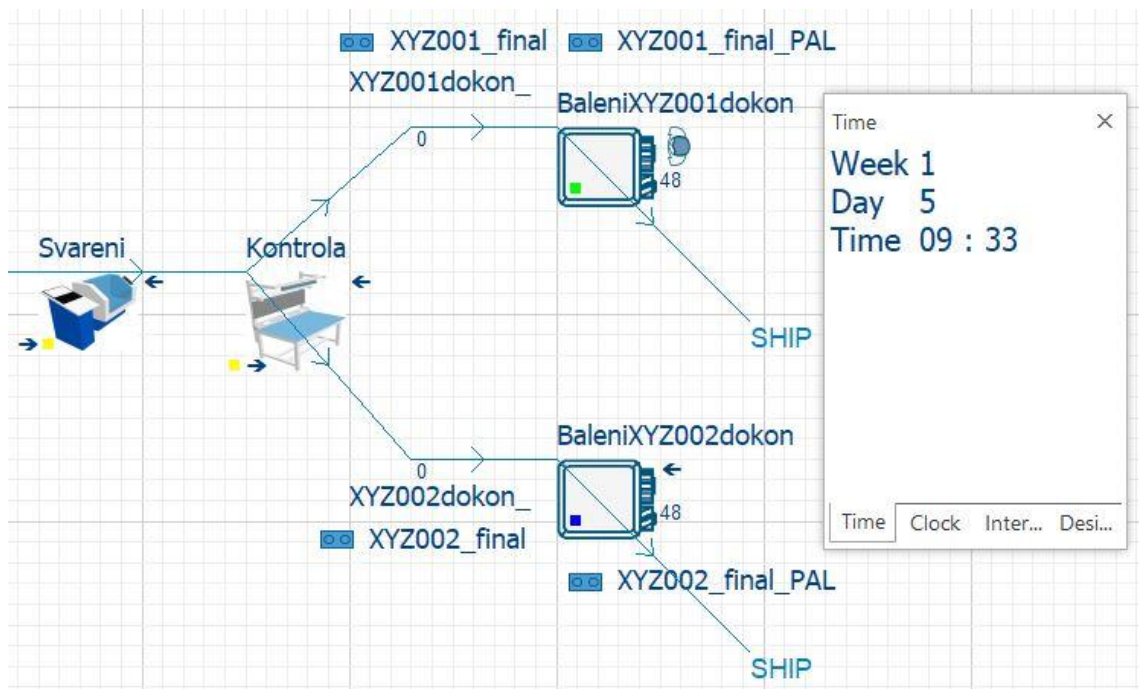 XYZ001_final
XYZ001_final_PAL
XYZ001dokon_
BaleniXYZ001dokon
0
48
Svareni
Kontrola
SHIP
BaleniXYZ002dokon
0
48
XYZ002dokon_
XYZ002_final
XYZ002_final_PAL
SHIP
Time
Week 1
Day 5
Time 09 : 33
Time Clock Inter... Desi...